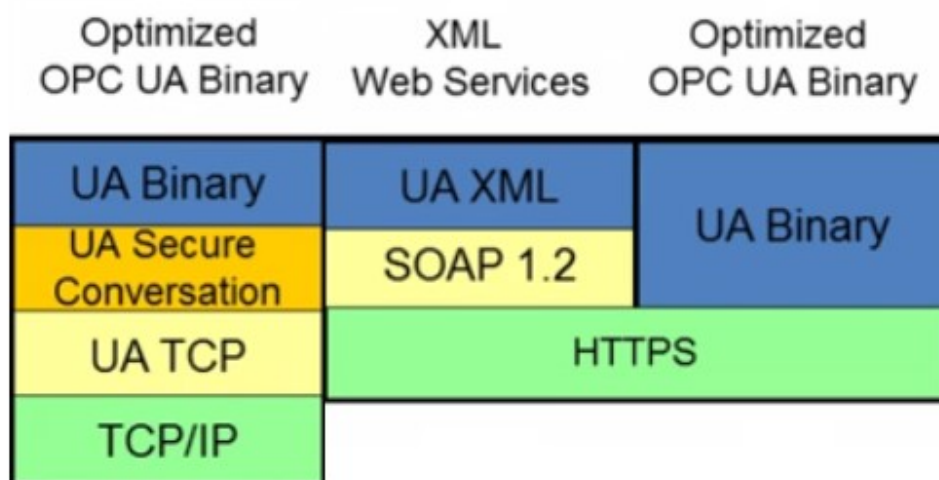 Optimized
OPC UA Binary
XML
Web Services
Optimized
OPC UA Binary
UA Binary
UA XML
UA Binary
UA Secure
Conversation
SOAP 1.2
UA TCP
HTTPS
TCP/IP